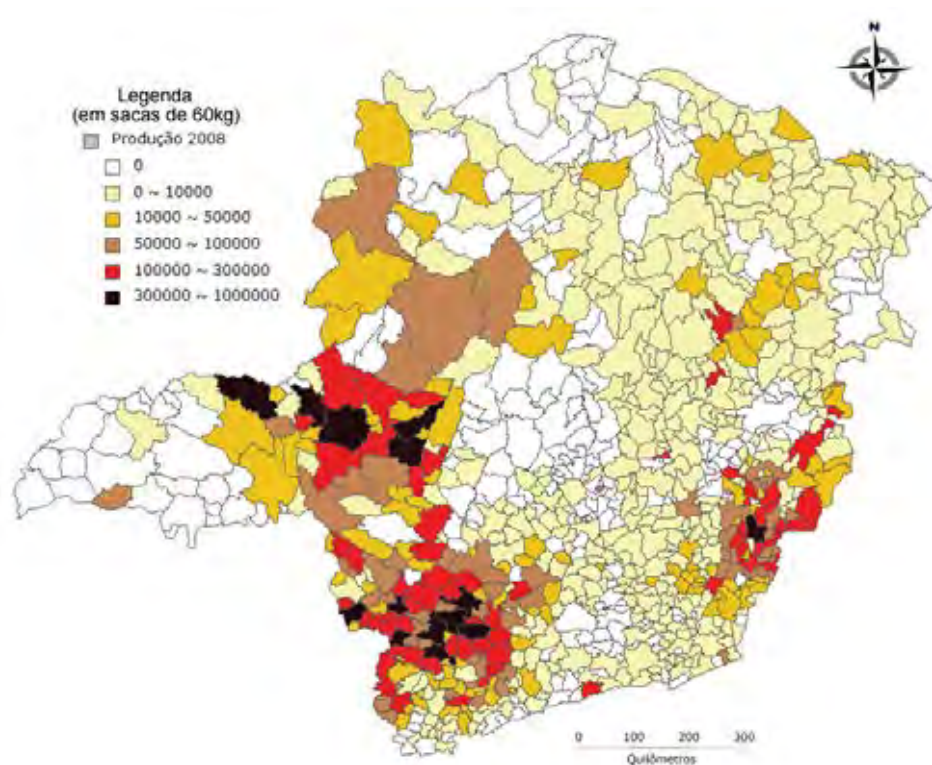 N
Legenda
(em sacas de 60kg)
Produção 2008
0
0 ~ 10000
10000 ~ 50000
50000 ~ 100000
100000 ~ 300000
300000 ~ 1000000
0 100 200 300
Quilômetros